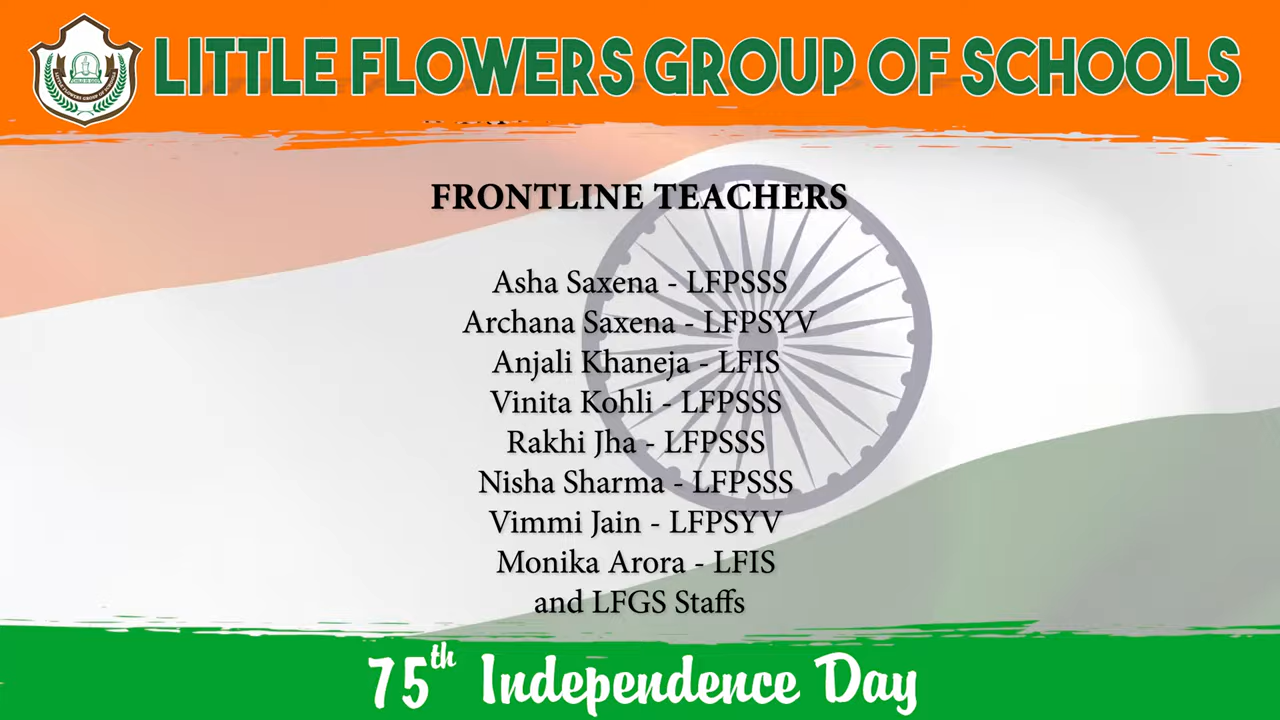 LITTLE FLOWERS GROUP OF SCHOOLS
FRONTLINE TEACHERS
Asha Saxena - LFPSSS
Archana Saxena - LFPSYV
Anjali Khaneja - LFIS
Vinita Kohli - LFPSSS
Rakhi Jha - LFPSSS
Nisha Sharma - LFPSSS
Vimmi Jain - LFPSYV
Monika Arora - LFIS
and LFGS Staffs
75th Independence Day